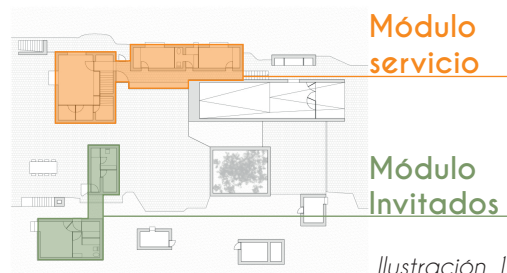 Módulo
servicio
Módulo
Invitados
Ilustración 1